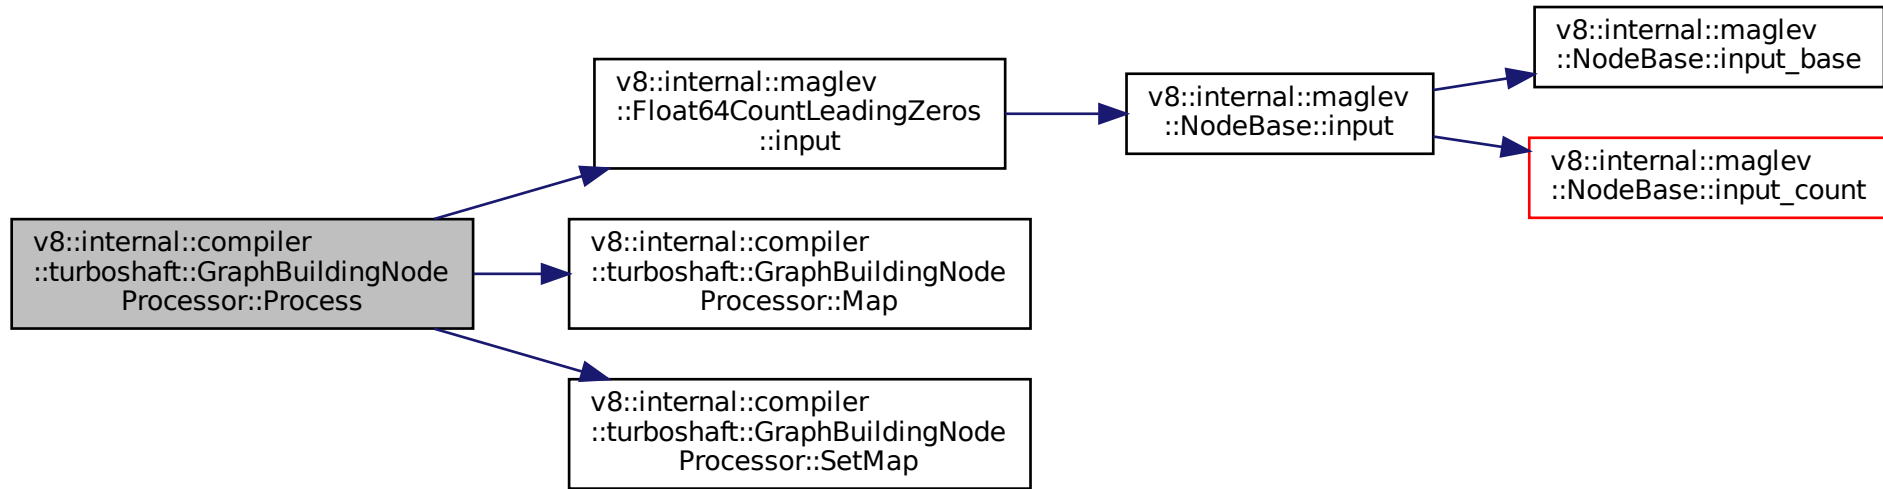 v8::internal::compiler
::turboshaft::GraphBuildingNode
Processor::Process
v8::internal::maglev
::Float64CountLeadingZeros
::input
v8::internal::compiler
::turboshaft::GraphBuildingNode
Processor::Map
v8::internal::compiler
::turboshaft::GraphBuildingNode
Processor::SetMap
v8::internal::maglev
::NodeBase::input
v8::internal::maglev
::NodeBase::input_base
v8::internal::maglev
::NodeBase::input_count